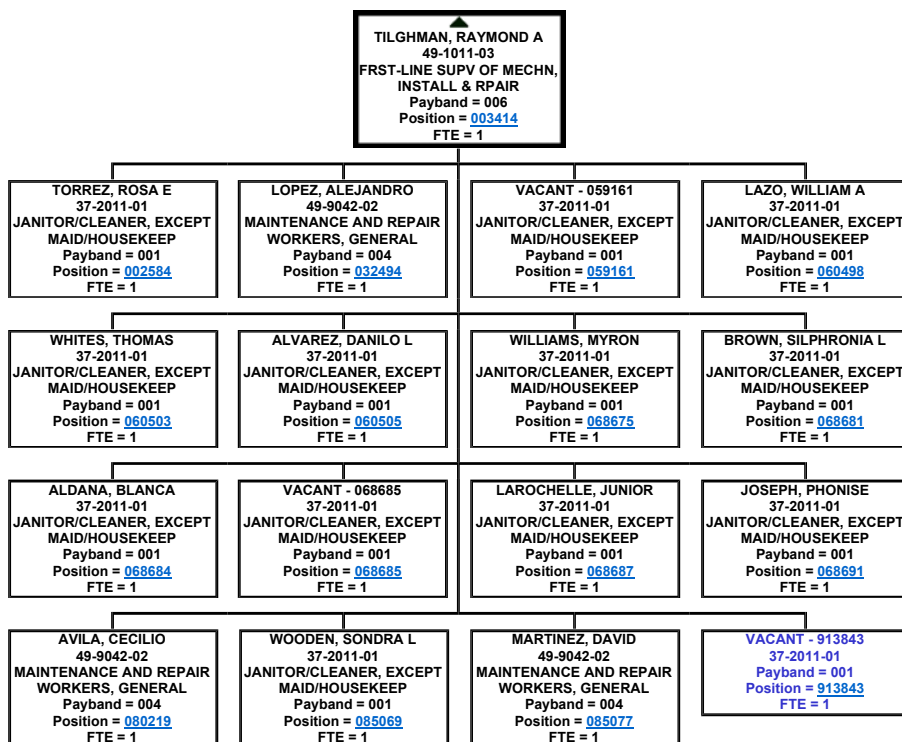 TILGHMAN, RAYMOND A
49-1011-03
FRST-LINE SUPV OF MECHN,
INSTALL & RPAIR
Payband = 006
Position = 003414
FTE = 1
TORREZ, ROSA E
37-2011-01
JANITOR/CLEANER, EXCEPT
MAID/HOUSEKEEP
Payband = 001
Position = 002584
FTE = 1
LOPEZ, ALEJANDRO
49-9042-02
MAINTENANCE AND REPAIR
WORKERS, GENERAL
Payband = 004
Position = 032494
FTE = 1
VACANT - 059161
37-2011-01
JANITOR/CLEANER, EXCEPT
MAID/HOUSEKEEP
Payband = 001
Position = 059161
FTE = 1
LAZO, WILLIAM A
37-2011-01
JANITOR/CLEANER, EXCEPT
MAID/HOUSEKEEP
Payband = 001
Position = 060498
FTE = 1
WHITES, THOMAS
37-2011-01
JANITOR/CLEANER, EXCEPT
MAID/HOUSEKEEP
Payband = 001
Position = 060503
FTE = 1
ALVAREZ, DANILO L
37-2011-01
JANITOR/CLEANER, EXCEPT
MAID/HOUSEKEEP
Payband = 001
Position = 060505
FTE = 1
WILLIAMS, MYRON
37-2011-01
JANITOR/CLEANER, EXCEPT
MAID/HOUSEKEEP
Payband = 001
Position = 068675
FTE = 1
BROWN, SILPHRONIA L
37-2011-01
JANITOR/CLEANER, EXCEPT
MAID/HOUSEKEEP
Payband = 001
Position = 068681
FTE = 1
ALDANA, BLANCA
37-2011-01
JANITOR/CLEANER, EXCEPT
MAID/HOUSEKEEP
Payband = 001
Position = 068684
FTE = 1
VACANT - 068685
37-2011-01
JANITOR/CLEANER, EXCEPT
MAID/HOUSEKEEP
Payband = 001
Position = 068685
FTE = 1
LAROCHELLE, JUNIOR
37-2011-01
JANITOR/CLEANER, EXCEPT
MAID/HOUSEKEEP
Payband = 001
Position = 068687
FTE = 1
JOSEPH, PHONISE
37-2011-01
JANITOR/CLEANER, EXCEPT
MAID/HOUSEKEEP
Payband = 001
Position = 068691
FTE = 1
AVILA, CECILIO
49-9042-02
MAINTENANCE AND REPAIR
WORKERS, GENERAL
Payband = 004
Position = 080219
FTE = 1
WOODEN, SONDRA L
37-2011-01
JANITOR/CLEANER, EXCEPT
MAID/HOUSEKEEP
Payband = 001
Position = 085069
FTE = 1
MARTINEZ, DAVID
49-9042-02
MAINTENANCE AND REPAIR
WORKERS, GENERAL
Payband = 004
Position = 085077
FTE = 1
VACANT - 913843
37-2011-01
Payband = 001
Position = 913843
FTE = 1